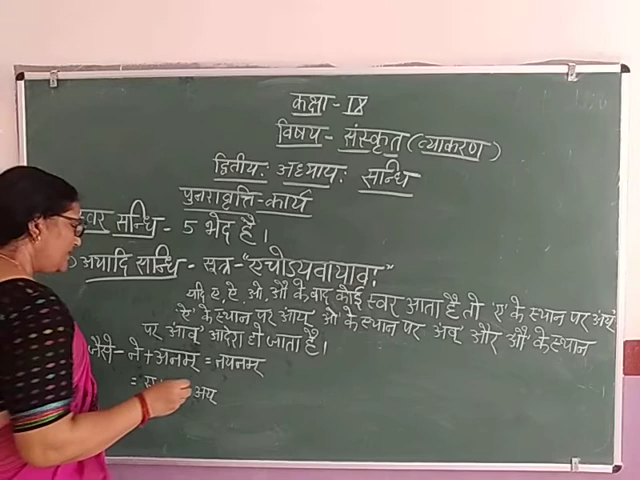 कक्षा - IX
विषय - संस्कृत (व्याकरण)
द्वितीयः अध्यायः सन्धि
पुनरावृत्ति-कार्य
स्वर सन्धि - 5 भेद है।
अयादि सन्धि - सूत्र - "एचोऽयवायावः"
यदि ए, ऐ, ओ, औ के बाद कोई स्वर आता है तो 'ए' के स्थान पर अय्
'ऐ' के स्थान पर आय् ओ के स्थान पर अव् और औ के स्थान
पर 'आव्' आदेश हो जाता है।
जैसे - ने + अनम् = नयनम्
= अय्